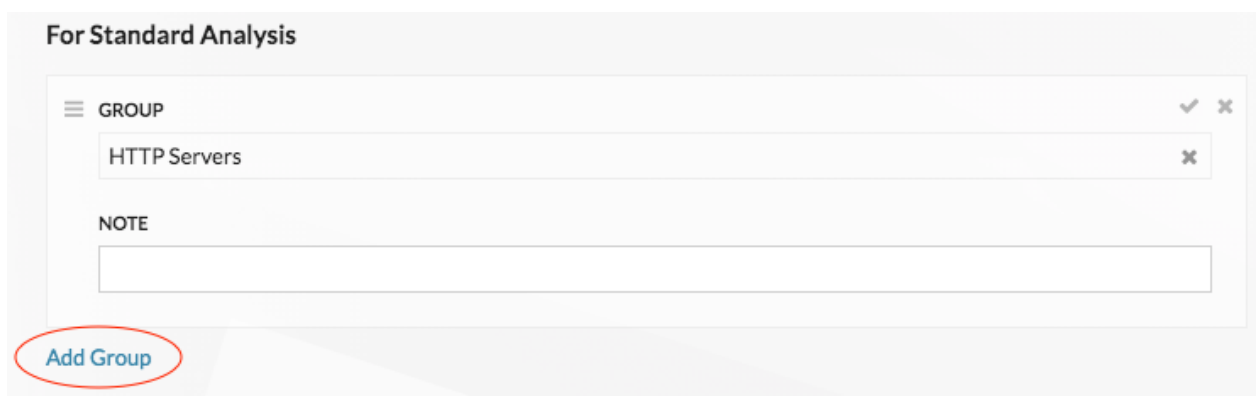 For Standard Analysis
GROUP
HTTP Servers
NOTE
Add Group